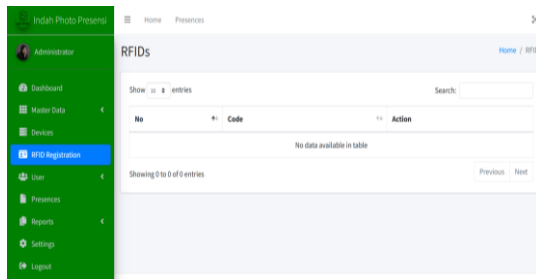 Indah Photo Presensi
Home Presences
Administrator
RFIDs
Home /
Dashboard
Master Data
Devices
RFID Registration
User
Presences
Reports
Settings
Logout
Show 10 entries
Search:
No Code Action
No data available in table
Showing 0 to 0 of 0 entries
Previous Next